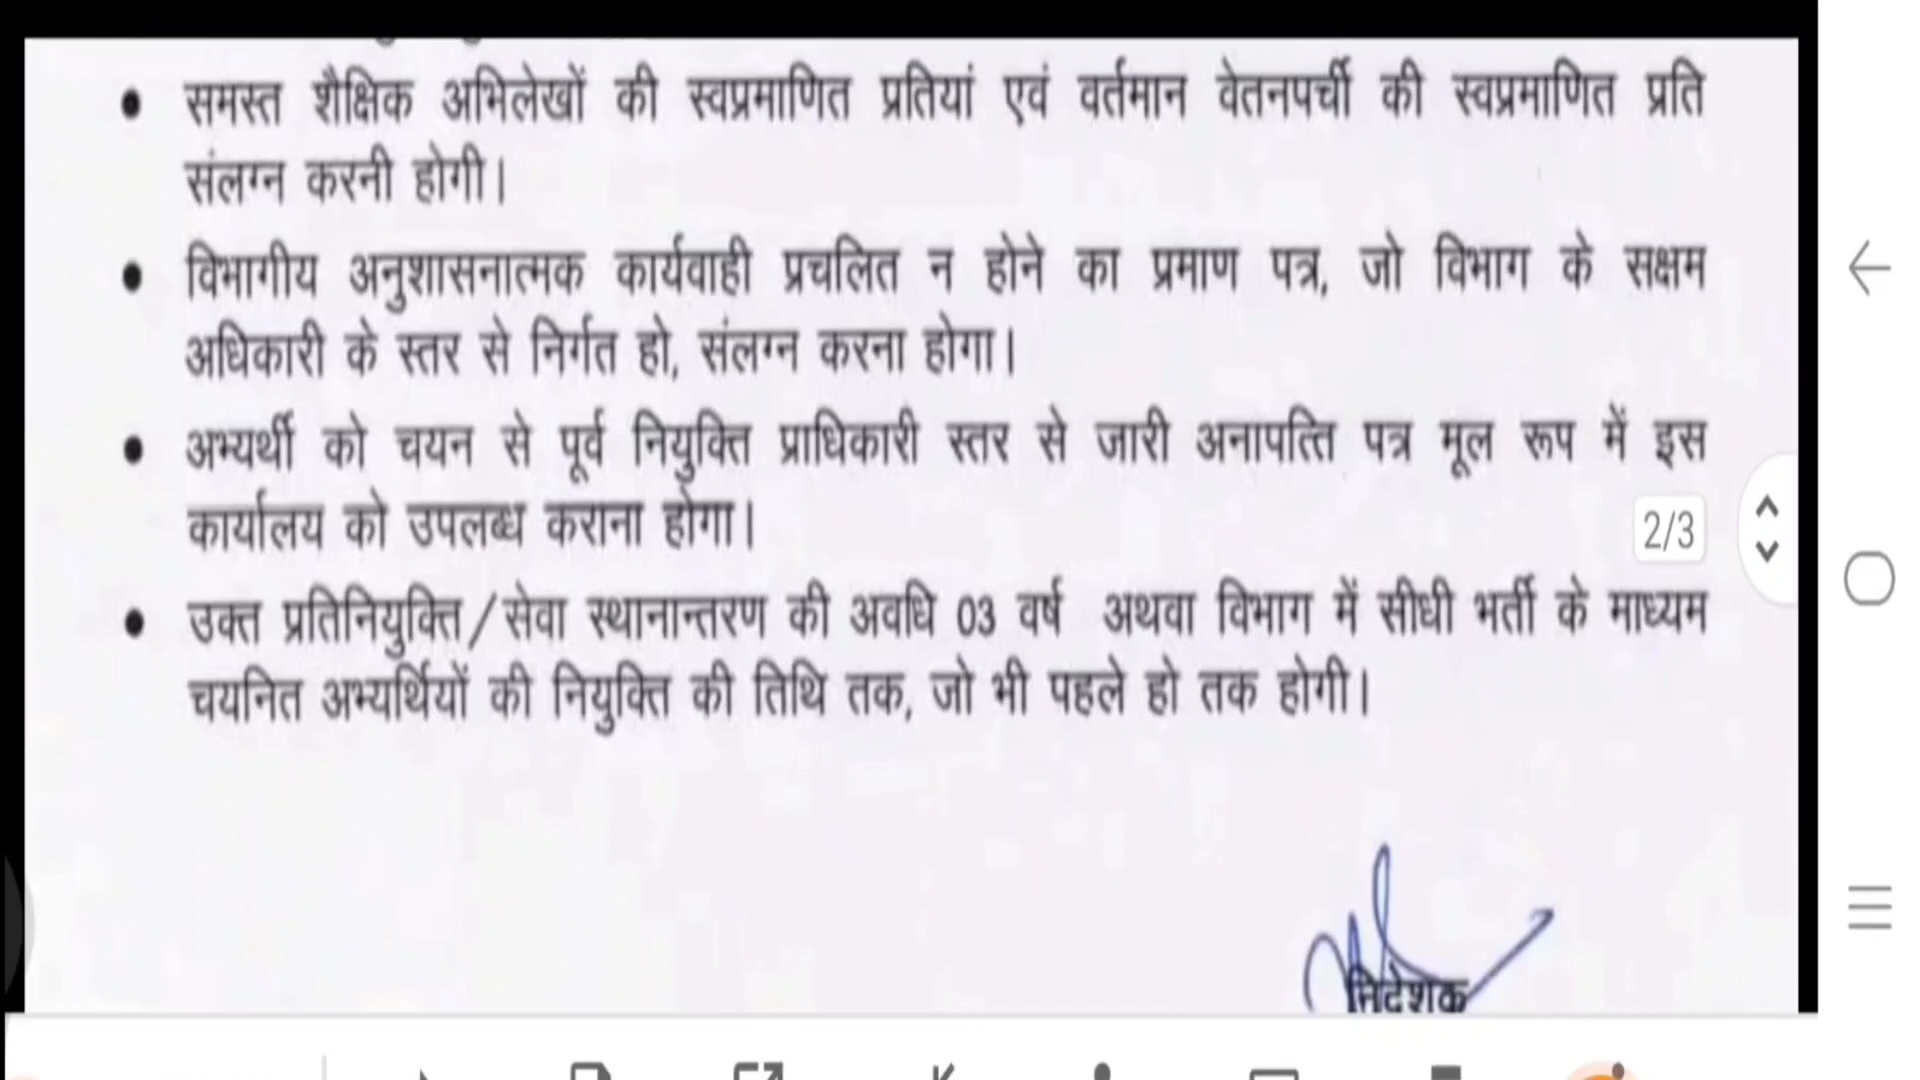 समस्त शैक्षिक अभिलेखों की स्वप्रमाणित प्रतियां एवं वर्तमान वेतनपर्ची की स्वप्रमाणित प्रति
संलग्न करनी होगी।
विभागीय अनुशासनात्मक कार्यवाही प्रचलित न होने का प्रमाण पत्र, जो विभाग के सक्षम
अधिकारी के स्तर से निर्गत हो, संलग्न करना होगा।
अभ्यर्थी को चयन से पूर्व नियुक्ति प्राधिकारी स्तर से जारी अनापत्ति पत्र मूल रूप में इस
कार्यालय को उपलब्ध कराना होगा।
2/3
उक्त प्रतिनियुक्ति/सेवा स्थानान्तरण की अवधि 03 वर्ष अथवा विभाग में सीधी भर्ती के माध्यम
चयनित अभ्यर्थियों की नियुक्ति की तिथि तक, जो भी पहले हो तक होगी।
निदेशक